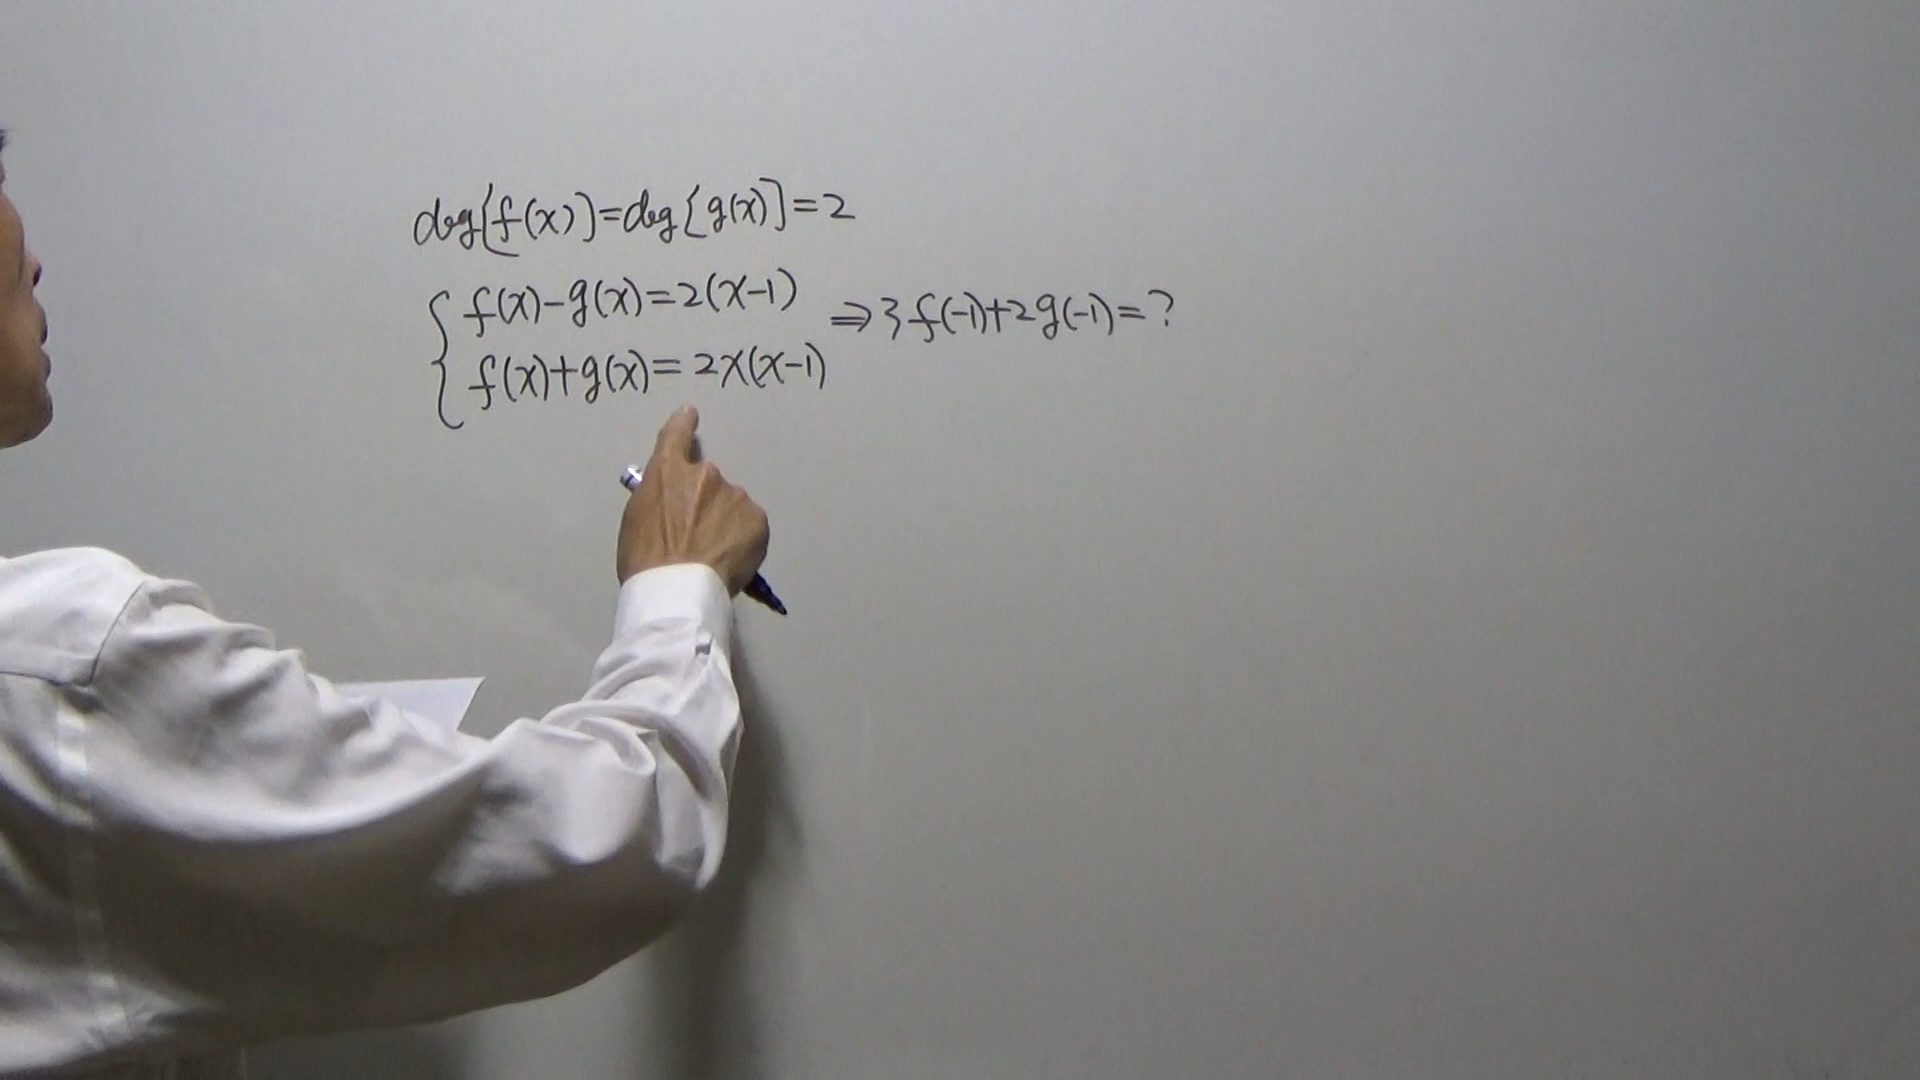 deg[f(x)]=deg[g(x)]=2
{ f(x)-g(x)=2(x-1)
f(x)+g(x)=2x(x-1)
⇒3f(-1)+2g(-1)=?